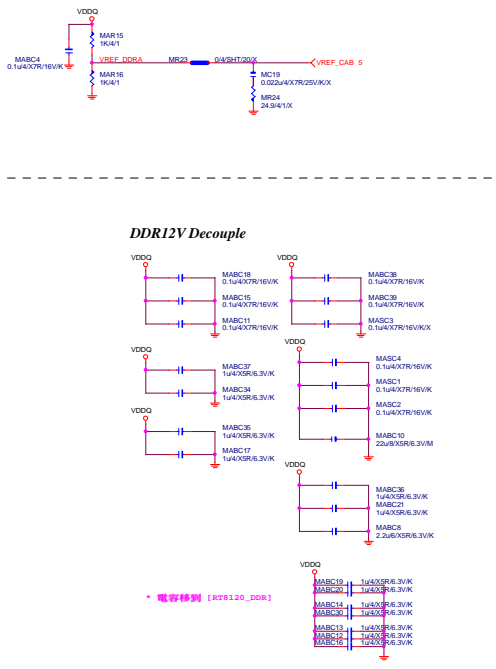 VDDQ
MAR15
1K/4/1
MABC4
0.1u/4/X7R/16V/K
VREF_DDRA
MR23
0/4/SHT/20/X
VREF_CAB 5
MAR16
1K/4/1
MC19
0.022u/4/X7R/25V/K/X
MR24
24.9/4/1/X
DDR12V Decouple
VDDQ
MABC18
0.1u/4/X7R/16V/K
MABC15
0.1u/4/X7R/16V/K
MABC11
0.1u/4/X7R/16V/K
VDDQ
MABC38
0.1u/4/X7R/16V/K
MABC39
0.1u/4/X7R/16V/K
MASC3
0.1u/4/X7R/16V/K/X
VDDQ
MABC37
1u/4/X5R/6.3V/K
MABC34
1u/4/X5R/6.3V/K
VDDQ
MASC4
0.1u/4/X7R/16V/K
MASC1
0.1u/4/X7R/16V/K
MASC2
0.1u/4/X7R/16V/K
MABC10
22u/8/X5R/6.3V/M
VDDQ
MABC35
1u/4/X5R/6.3V/K
MABC17
1u/4/X5R/6.3V/K
VDDQ
MABC36
1u/4/X5R/6.3V/K
MABC21
1u/4/X5R/6.3V/K
MABC8
2.2u/6/X5R/6.3V/K
VDDQ
MABC19 1u/4/X5R/6.3V/K
MABC20 1u/4/X5R/6.3V/K
MABC14 1u/4/X5R/6.3V/K
MABC30 1u/4/X5R/6.3V/K
MABC13 1u/4/X5R/6.3V/K
MABC12 1u/4/X5R/6.3V/K
MABC16 1u/4/X5R/6.3V/K
* 電容移到 [RT8120_DDR]